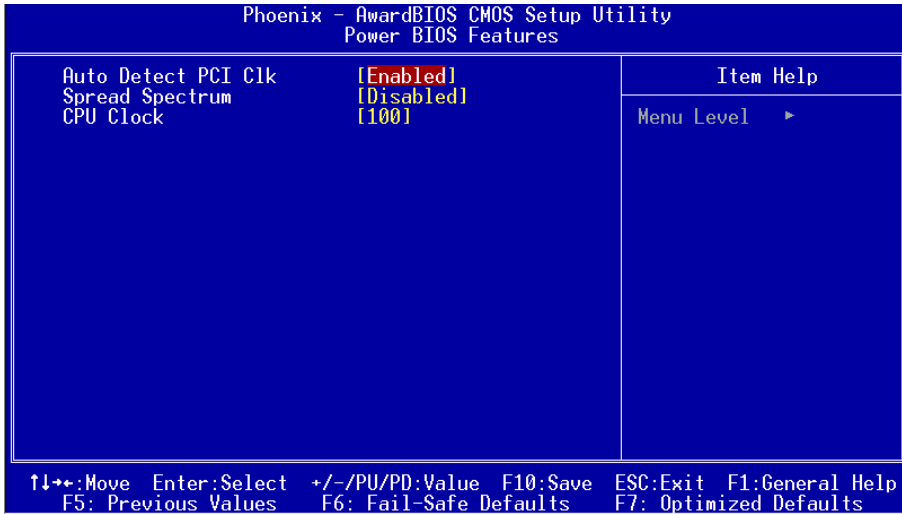 Phoenix - AwardBIOS CMOS Setup Utility
Power BIOS Features
Auto Detect PCI Clk [Enabled]
Spread Spectrum [Disabled]
CPU Clock [100]
Item Help
Menu Level ►
↑↓→←:Move Enter:Select +/-/PU/PD:Value F10:Save ESC:Exit F1:General Help
F5: Previous Values F6: Fail-Safe Defaults F7: Optimized Defaults